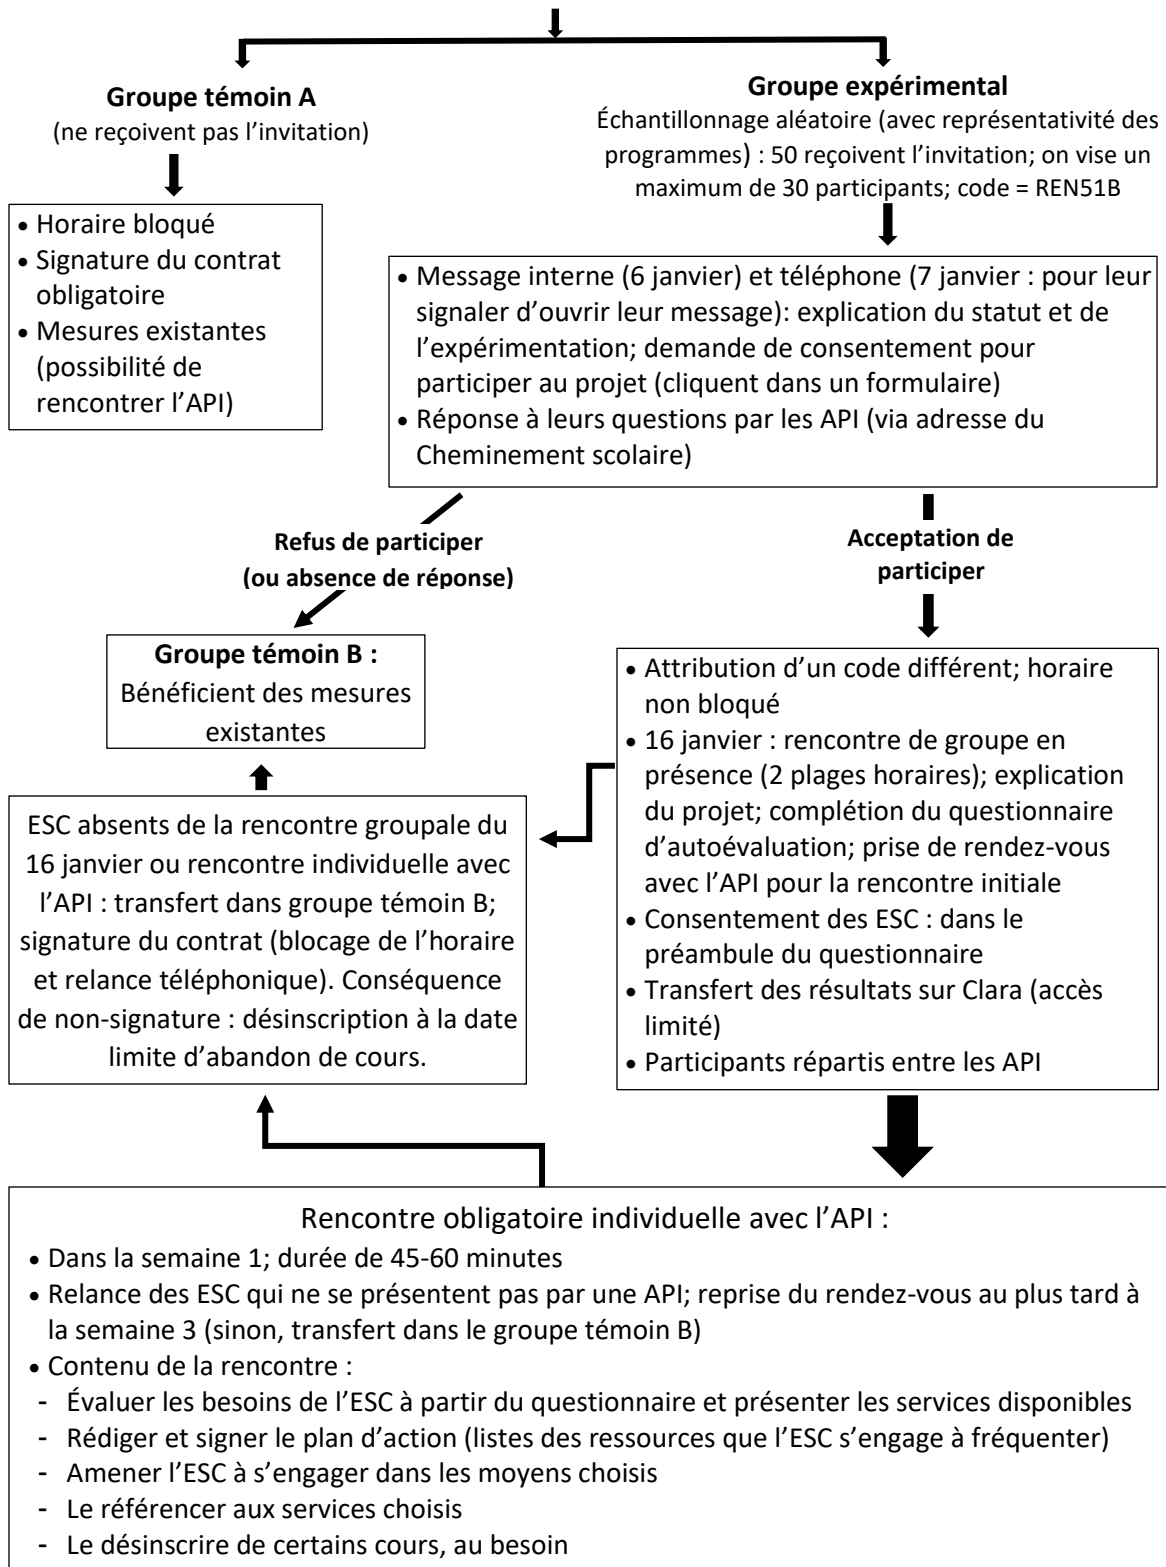 Groupe témoin A
(ne reçoivent pas l’invitation)
Groupe expérimental
Échantillonnage aléatoire (avec représentativité des
programmes) : 50 reçoivent l’invitation; on vise un
maximum de 30 participants; code = REN51B
• Horaire bloqué
• Signature du contrat
obligatoire
• Mesures existantes
(possibilité de
rencontrer l’API)
• Message interne (6 janvier) et téléphone (7 janvier : pour leur
signaler d’ouvrir leur message): explication du statut et de
l’expérimentation; demande de consentement pour
participer au projet (cliquent dans un formulaire)
• Réponse à leurs questions par les API (via adresse du
Cheminement scolaire)
Refus de participer
(ou absence de réponse)
Acceptation de
participer
Groupe témoin B :
Bénéficient des mesures
existantes
• Attribution d’un code différent; horaire
non bloqué
• 16 janvier : rencontre de groupe en
présence (2 plages horaires); explication
du projet; complétion du questionnaire
d’autoévaluation; prise de rendez-vous
avec l’API pour la rencontre initiale
• Consentement des ESC : dans le
préambule du questionnaire
• Transfert des résultats sur Clara (accès
limité)
• Participants répartis entre les API
ESC absents de la rencontre groupale du
16 janvier ou rencontre individuelle avec
l’API : transfert dans groupe témoin B;
signature du contrat (blocage de l’horaire
et relance téléphonique). Conséquence
de non-signature : désinscription à la date
limite d’abandon de cours.
Rencontre obligatoire individuelle avec l’API :
• Dans la semaine 1; durée de 45-60 minutes
• Relance des ESC qui ne se présentent pas par une API; reprise du rendez-vous au plus tard à
la semaine 3 (sinon, transfert dans le groupe témoin B)
• Contenu de la rencontre :
- Évaluer les besoins de l’ESC à partir du questionnaire et présenter les services disponibles
- Rédiger et signer le plan d’action (listes des ressources que l’ESC s’engage à fréquenter)
- Amener l’ESC à s’engager dans les moyens choisis
- Le référencer aux services choisis
- Le désinscrire de certains cours, au besoin